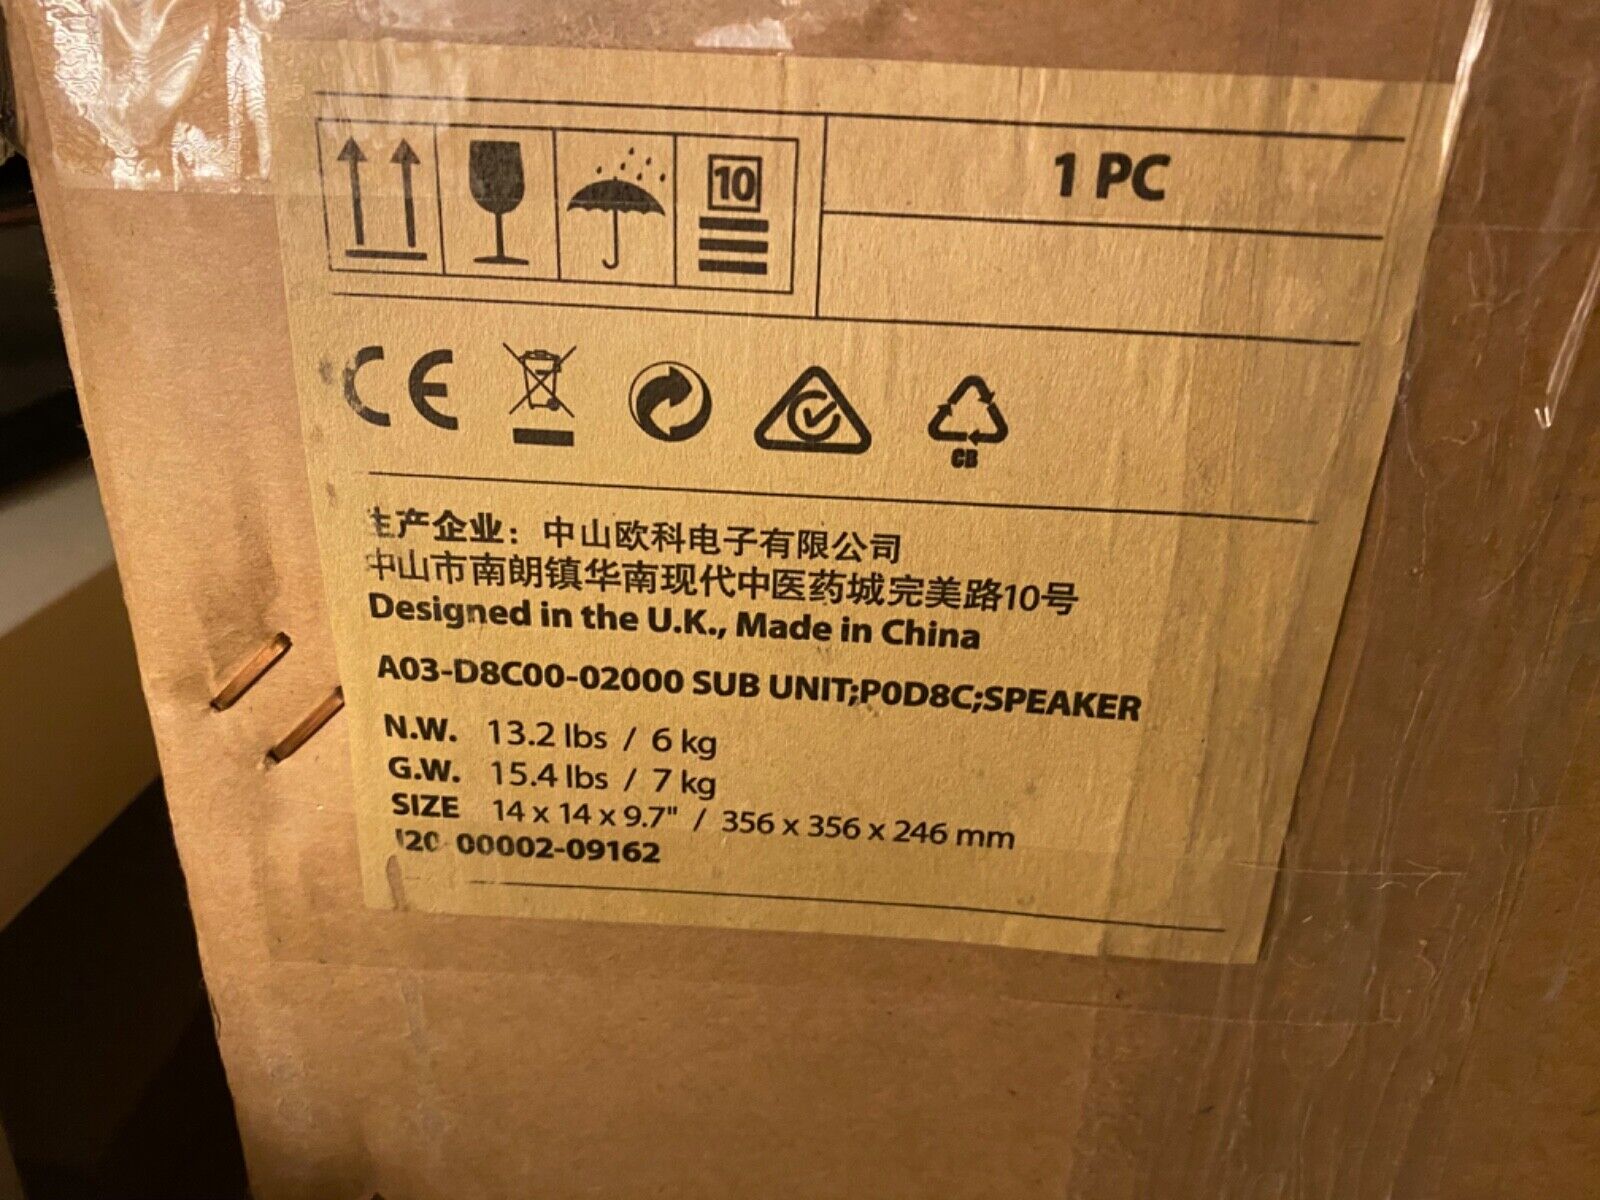 10
1 PC
CE
CB
生产企业：中山欧科电子有限公司
中山市南朗镇华南现代中医药城完美路10号
Designed in the U.K., Made in China
A03-D8C00-02000 SUB UNIT;P0D8C;SPEAKER
N.W. 13.2 lbs / 6 kg
G.W. 15.4 lbs / 7 kg
SIZE 14 x 14 x 9.7" / 356 x 356 x 246 mm
00002-09162